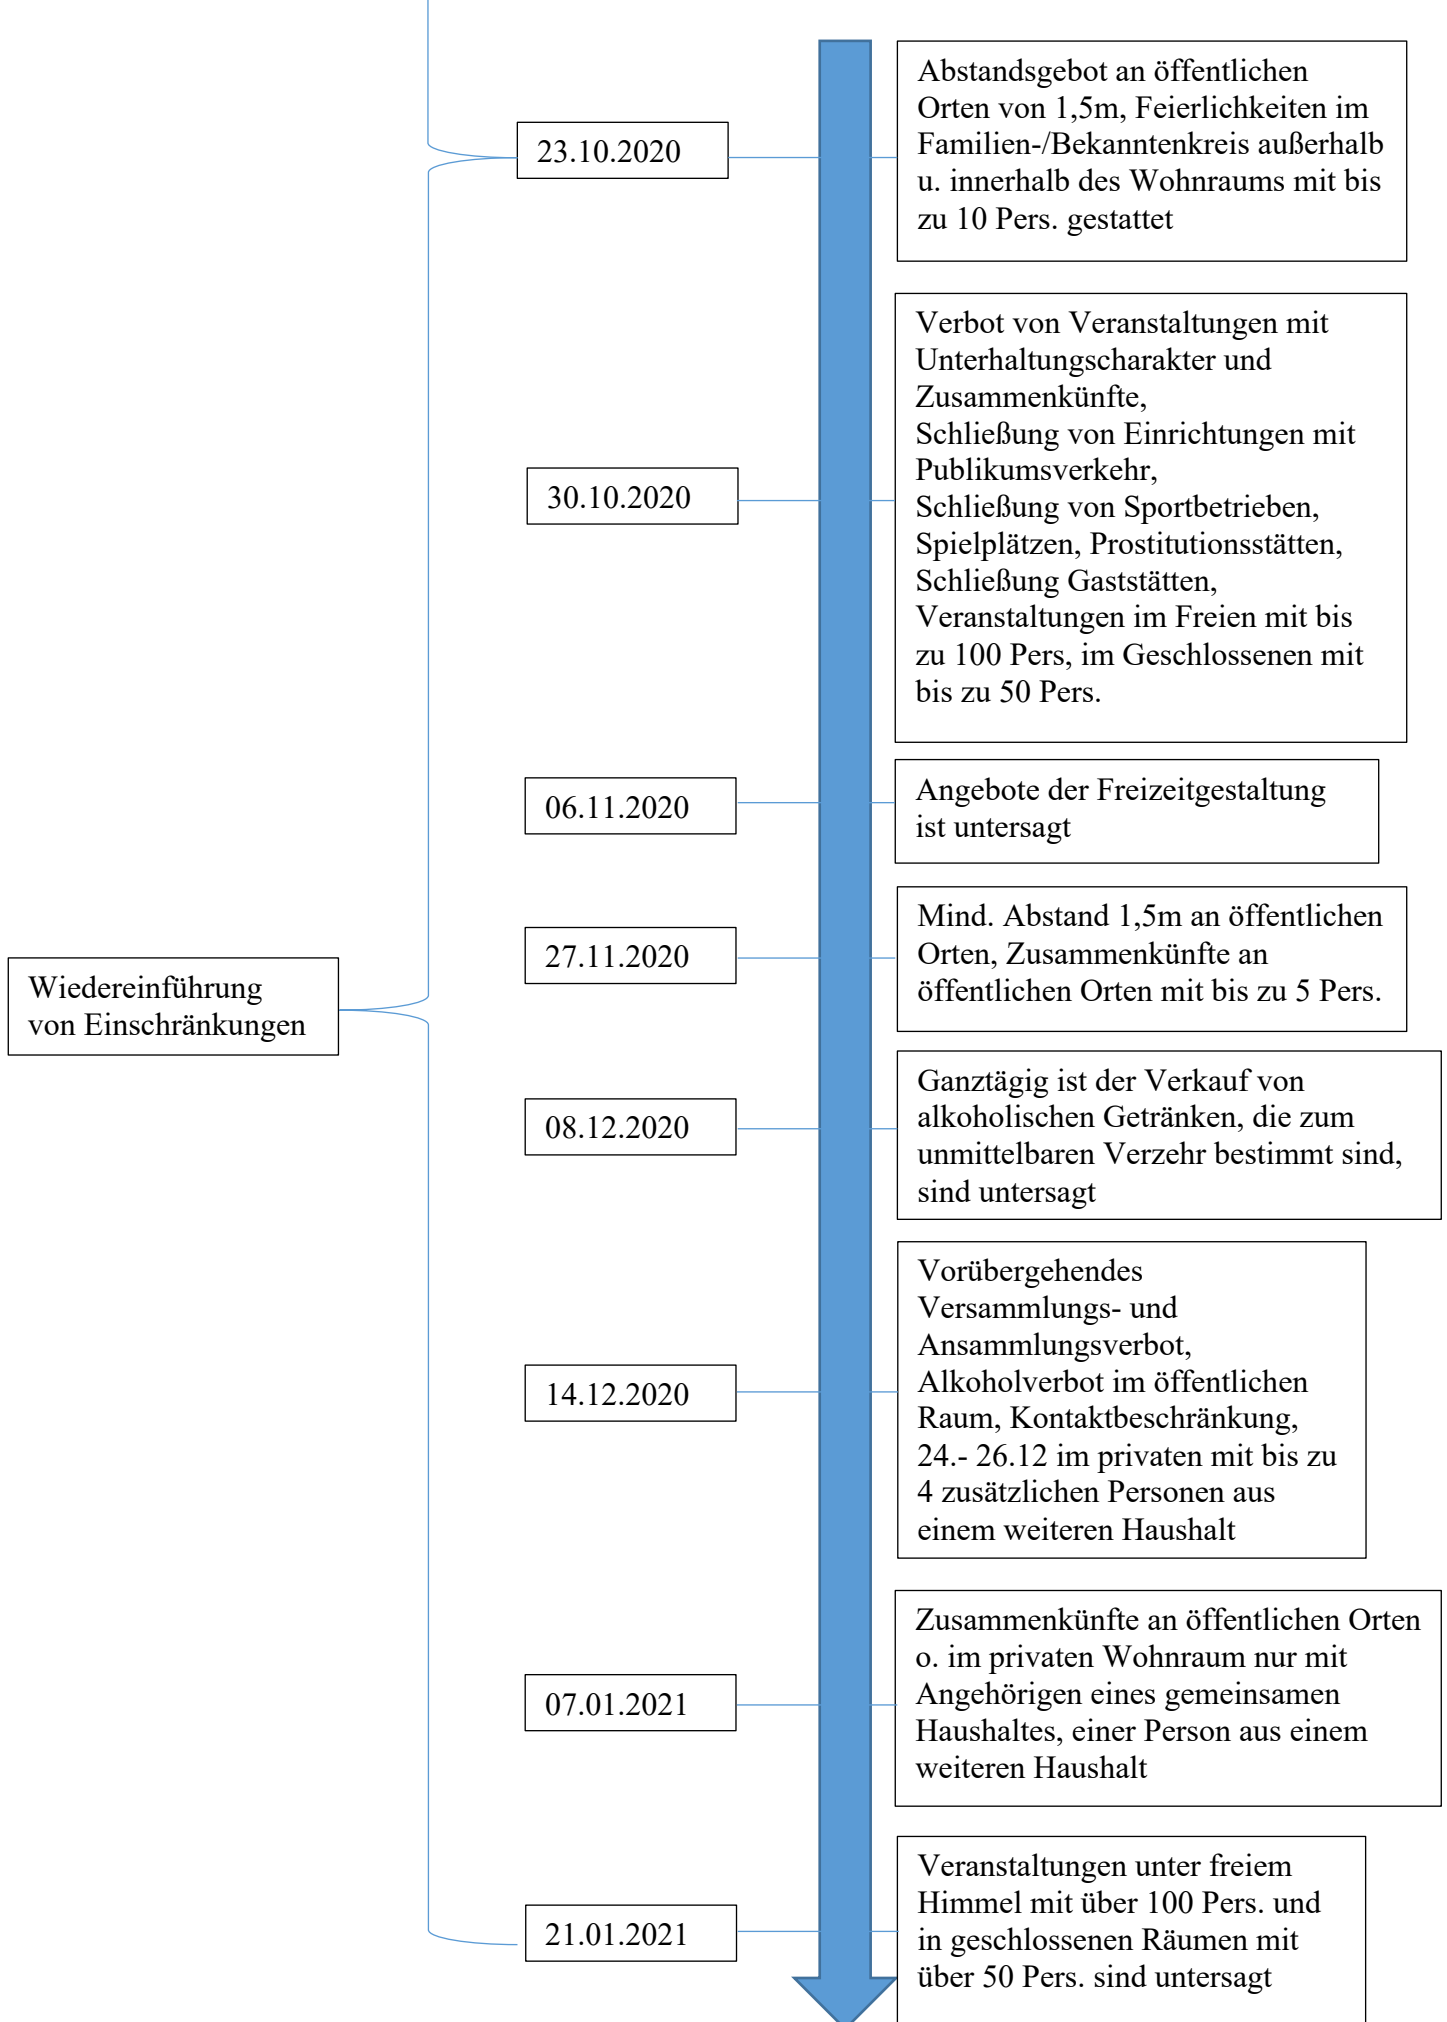 23.10.2020
Abstandsgebot an öffentlichen
Orten von 1,5m, Feierlichkeiten im
Familien-/Bekanntenkreis außerhalb
u. innerhalb des Wohnraums mit bis
zu 10 Pers. gestattet
30.10.2020
Verbot von Veranstaltungen mit
Unterhaltungscharakter und
Zusammenkünfte,
Schließung von Einrichtungen mit
Publikumsverkehr,
Schließung von Sportbetrieben,
Spielplätzen, Prostitutionsstätten,
Schließung Gaststätten,
Veranstaltungen im Freien mit bis
zu 100 Pers, im Geschlossenen mit
bis zu 50 Pers.
06.11.2020
Angebote der Freizeitgestaltung
ist untersagt
27.11.2020
Mind. Abstand 1,5m an öffentlichen
Orten, Zusammenkünfte an
öffentlichen Orten mit bis zu 5 Pers.
Wiedereinführung
von Einschränkungen
08.12.2020
Ganztägig ist der Verkauf von
alkoholischen Getränken, die zum
unmittelbaren Verzehr bestimmt sind,
sind untersagt
14.12.2020
Vorübergehendes
Versammlungs- und
Ansammlungsverbot,
Alkoholverbot im öffentlichen
Raum, Kontaktbeschränkung,
24.- 26.12 im privaten mit bis zu
4 zusätzlichen Personen aus
einem weiteren Haushalt
07.01.2021
Zusammenkünfte an öffentlichen Orten
o. im privaten Wohnraum nur mit
Angehörigen eines gemeinsamen
Haushaltes, einer Person aus einem
weiteren Haushalt
21.01.2021
Veranstaltungen unter freiem
Himmel mit über 100 Pers. und
in geschlossenen Räumen mit
über 50 Pers. sind untersagt